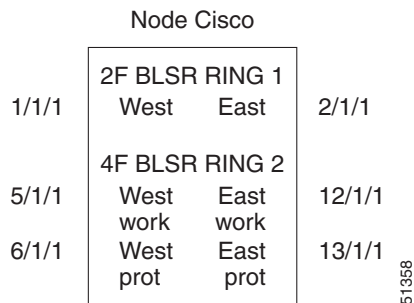 Node Cisco
2F BLSR RING 1
1/1/1 West East 2/1/1
4F BLSR RING 2
5/1/1 West East 12/1/1
work work
6/1/1 West East 13/1/1
prot prot
51358